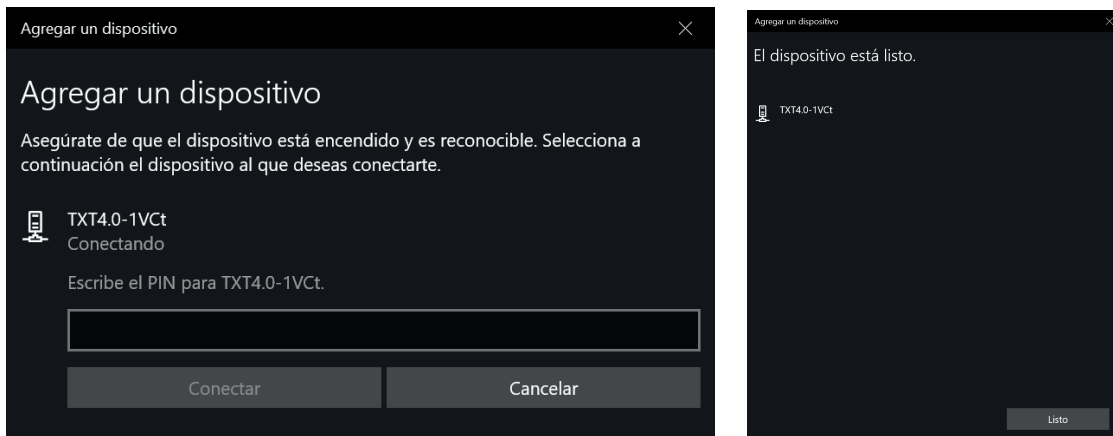 Agregar un dispositivo
Agregar un dispositivo
Asegúrate de que el dispositivo está encendido y es reconocible. Selecciona a
continuación el dispositivo al que deseas conectarte.
TXT4.0-1VCt
Conectando
Escribe el PIN para TXT4.0-1VCt.
Conectar
Cancelar
Agregar un dispositivo
El dispositivo está listo.
TXT4.0-1VCt
Listo